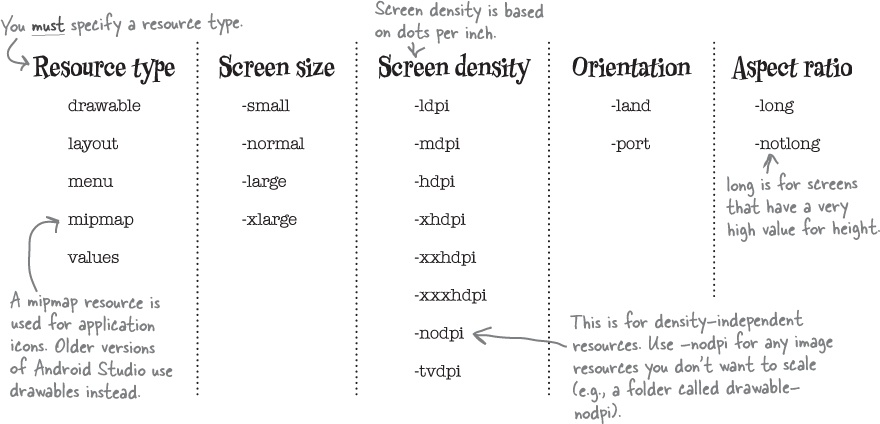 You must specify a resource type.
Screen density is based
on dots per inch.
Resource type
drawable
layout
menu
mipmap
values
A mipmap resource is
used for application
icons. Older versions
of Android Studio use
drawables instead.
Screen size
-small
-normal
-large
-xlarge
Screen density
-ldpi
-mdpi
-hdpi
-xhdpi
-xxhdpi
-xxxhdpi
-nodpi
-tvdpi
This is for density-independent
resources. Use -nodpi for any image
resources you don't want to scale
(e.g., a folder called drawable-
nodpi).
Orientation
-land
-port
Aspect ratio
-long
-notlong
long is for screens
that have a very
high value for height.